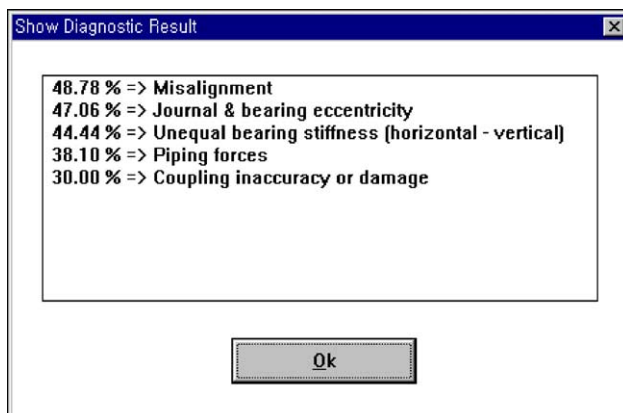 Show Diagnostic Result
48.78 % => Misalignment
47.06 % => Journal & bearing eccentricity
44.44 % => Unequal bearing stiffness (horizontal - vertical)
38.10 % => Piping forces
30.00 % => Coupling inaccuracy or damage
Ok